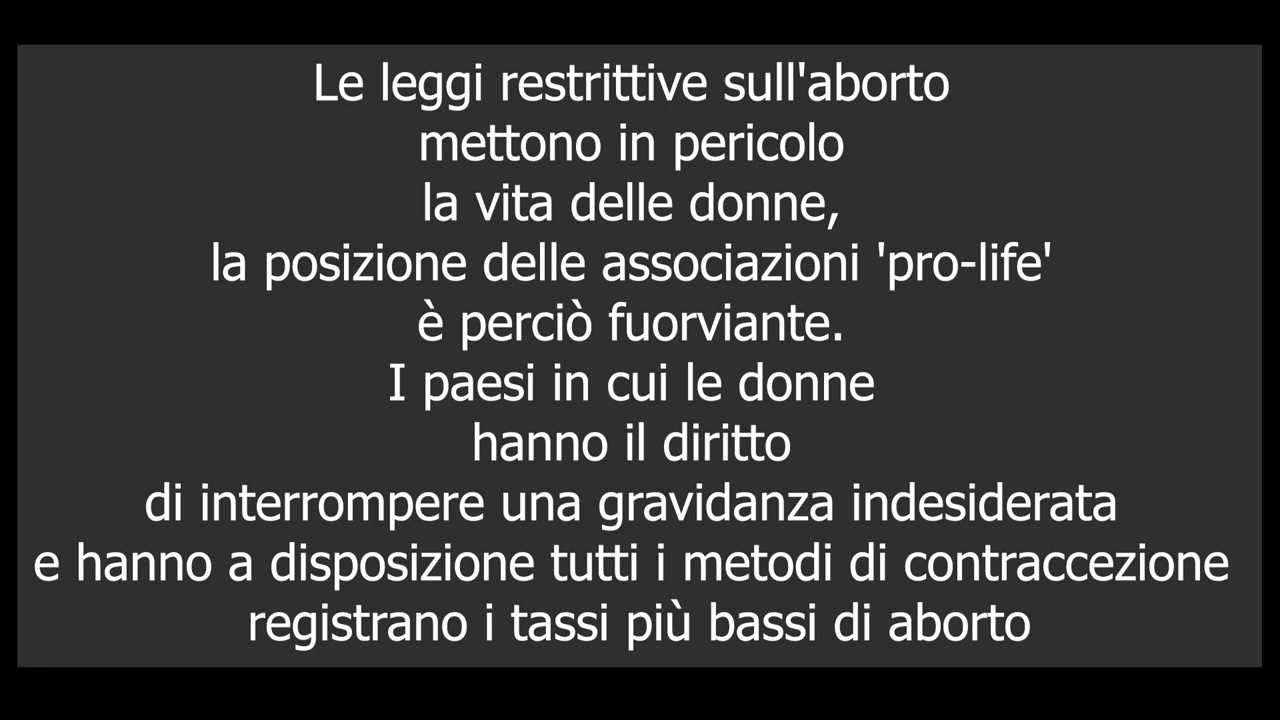 Le leggi restrittive sull'aborto
mettono in pericolo
la vita delle donne,
la posizione delle associazioni 'pro-life'
è perciò fuorviante.
I paesi in cui le donne
hanno il diritto
di interrompere una gravidanza indesiderata
e hanno a disposizione tutti i metodi di contraccezione
registrano i tassi più bassi di aborto